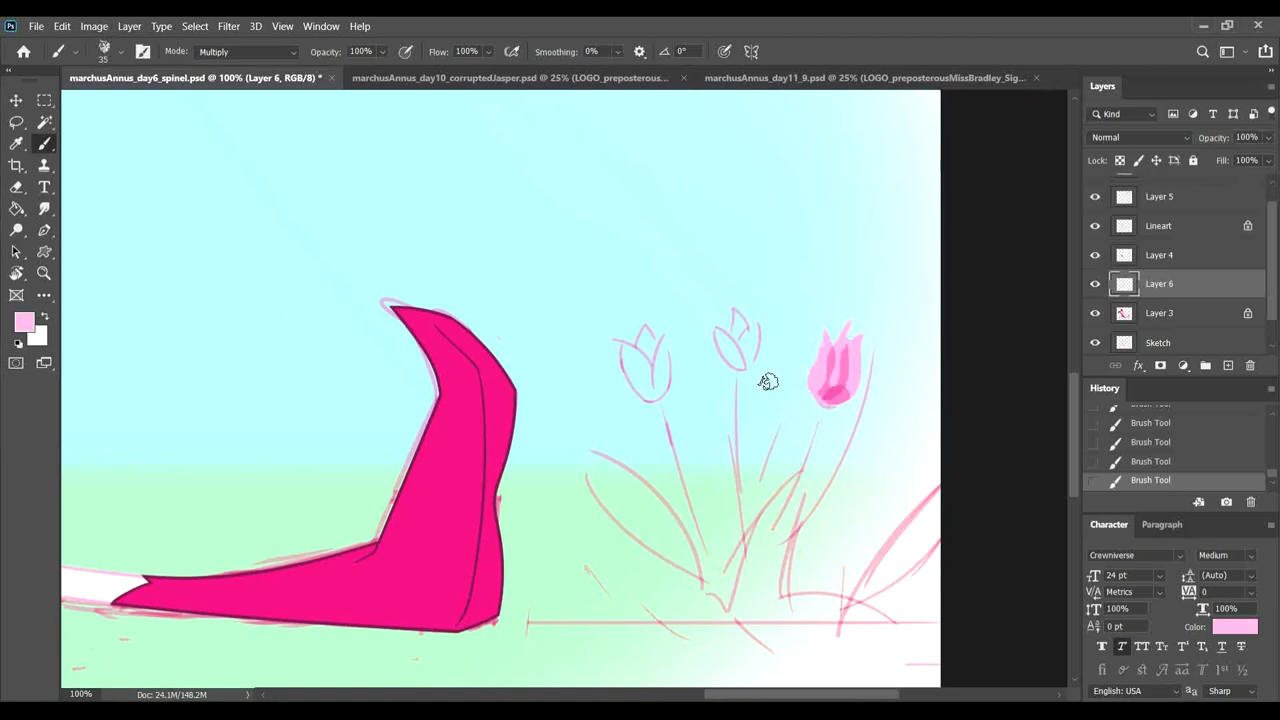 File Edit Image Layer Type Select Filter 3D View Window Help
35 Mode: Multiply Opacity: 100% Flow: 100% Smoothing: 0% 0°
marchusAnnus_day6_spinel.psd @ 100% (Layer 6, RGB/8) * marchusAnnus_day10_corruptedJasper.psd @ 25% (LOGO_preposterous... marchusAnnus_day11_9.psd @ 25% (LOGO_preposterousMissBradley_Sig...
Layers
Kind
Normal Opacity: 100%
Lock: Fill: 100%
Layer 5
Lineart
Layer 4
Layer 6
Layer 3
Sketch
fx
History
Brush Tool
Brush Tool
Brush Tool
Brush Tool
Character Paragraph
Crewniverse Medium
24 pt (Auto)
Metrics 0
100% 100%
0 pt Color:
English: USA Sharp
100% Doc: 24.1M/148.2M